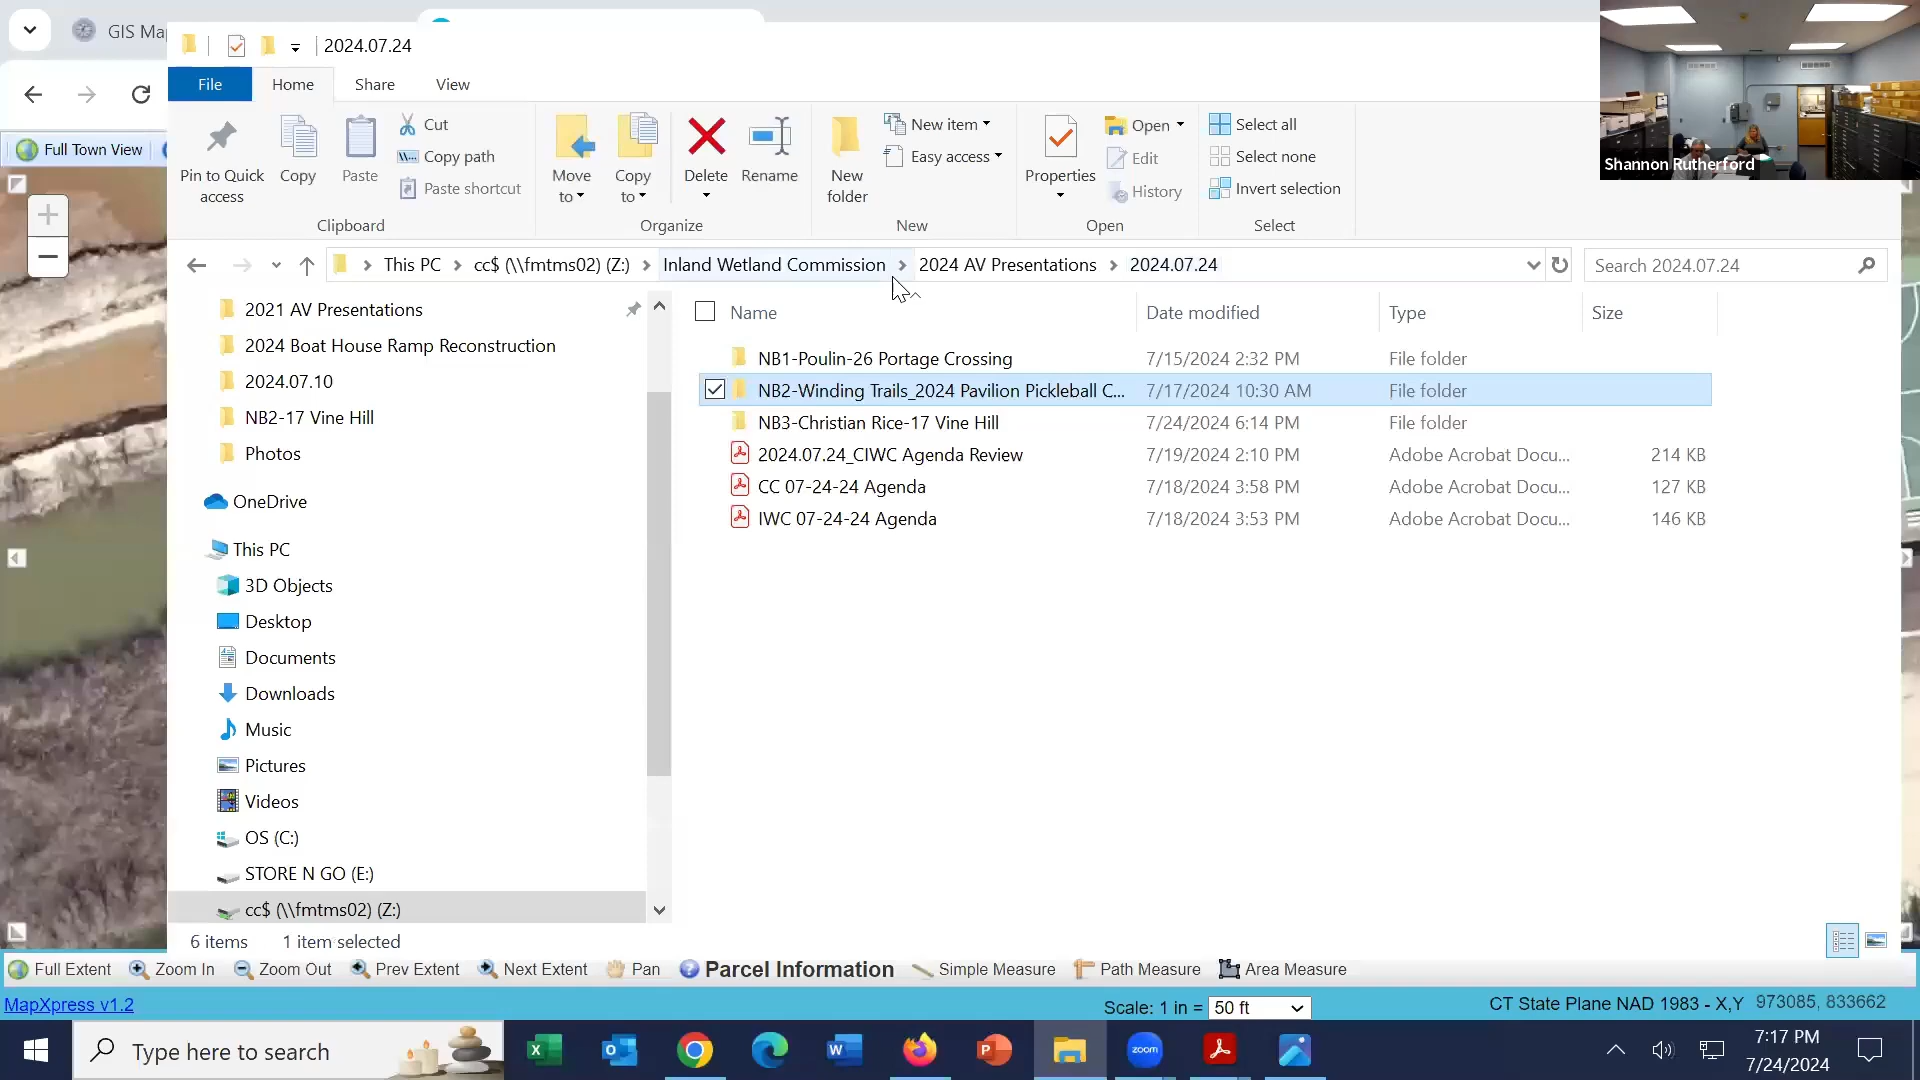 GIS Ma
2024.07.24
File
Home
Share
View
Full Town View
Pin to Quick access
Copy
Paste
Cut
Copy path
Paste shortcut
Clipboard
Move to
Copy to
Delete
Rename
Organize
New folder
New item
Easy access
New
Properties
Open
Edit
History
Open
Select all
Select none
Invert selection
Select
Shannon Rutherford
This PC
cc$ (\\fmtms02) (Z:)
Inland Wetland Commission
2024 AV Presentations
2024.07.24
Search 2024.07.24
2021 AV Presentations
2024 Boat House Ramp Reconstruction
2024.07.10
NB2-17 Vine Hill
Photos
OneDrive
This PC
3D Objects
Desktop
Documents
Downloads
Music
Pictures
Videos
OS (C:)
STORE N GO (E:)
cc$ (\\fmtms02) (Z:)
Name Date modified Type Size
NB1-Poulin-26 Portage Crossing 7/15/2024 2:32 PM File folder
NB2-Winding Trails_2024 Pavilion Pickleball C... 7/17/2024 10:30 AM File folder
NB3-Christian Rice-17 Vine Hill 7/24/2024 6:14 PM File folder
2024.07.24_CIWC Agenda Review 7/19/2024 2:10 PM Adobe Acrobat Docu... 214 KB
CC 07-24-24 Agenda 7/18/2024 3:58 PM Adobe Acrobat Docu... 127 KB
IWC 07-24-24 Agenda 7/18/2024 3:53 PM Adobe Acrobat Docu... 146 KB
6 items 1 item selected
Full Extent Zoom In Zoom Out Prev Extent Next Extent Pan Parcel Information Simple Measure Path Measure Area Measure
MapXpress v1.2
Scale: 1 in = 50 ft
CT State Plane NAD 1983 - X,Y 973085, 833662
Type here to search
zoom
7:17 PM
7/24/2024